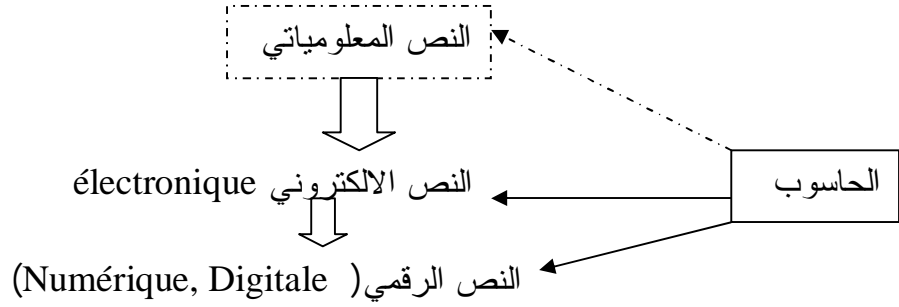 النص المعلومياتي
الحاسوب
النص الالكتروني électronique
النص الرقمي( Numérique, Digitale)